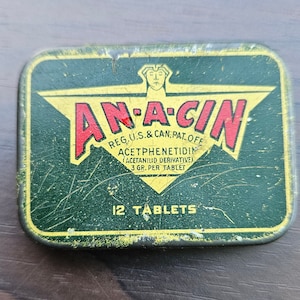 AN·A·CIN
REG. U.S. & CAN. PAT. OFF.
ACETPHENETIDIN
(ACETANILID DERIVATIVE)
3 GR. PER TABLET
12 TABLETS